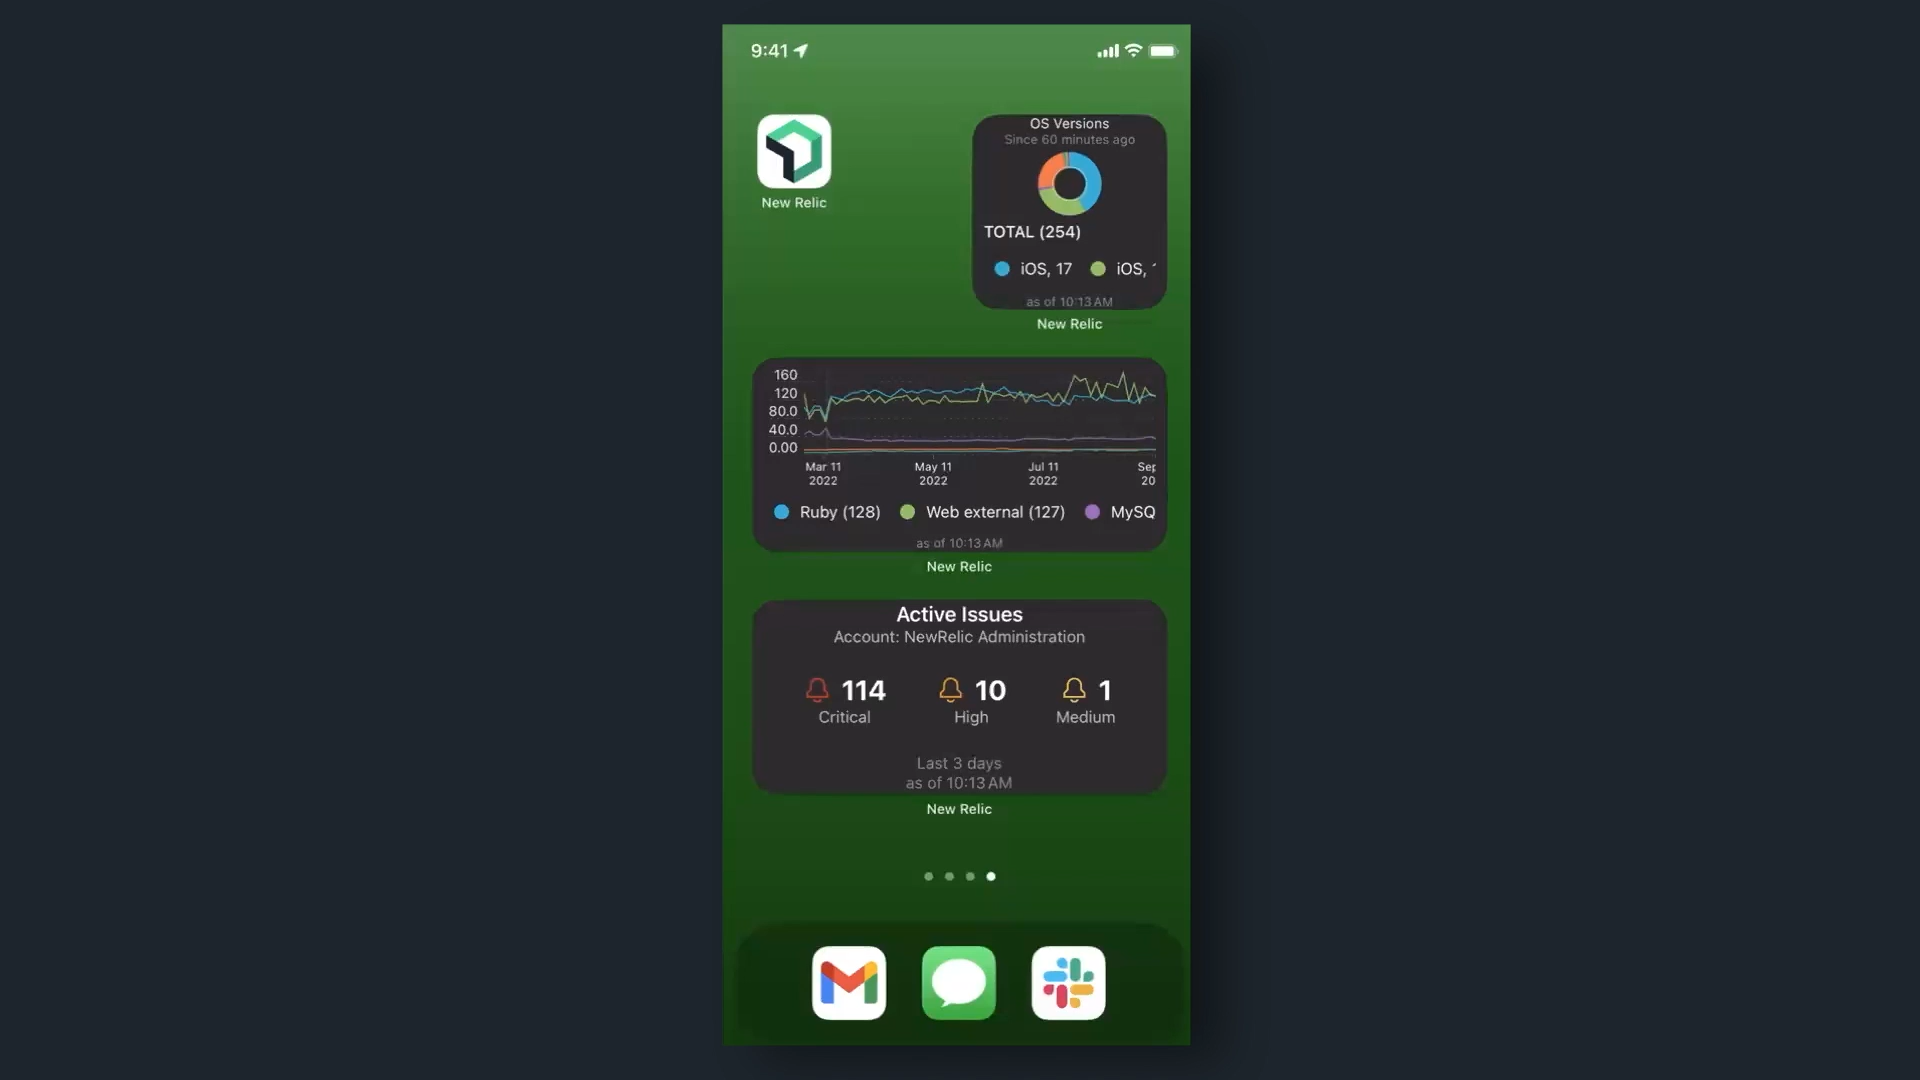 9:41
New Relic
OS Versions
Since 60 minutes ago
TOTAL (254)
iOS, 17 iOS,
as of 10:13 AM
New Relic
160
120
80.0
40.0
0.00
Mar 11 May 11 Jul 11 Sep
2022 2022 2022 20
Ruby (128) Web external (127) MySQ
as of 10:13 AM
New Relic
Active Issues
Account: NewRelic Administration
114 10 1
Critical High Medium
Last 3 days
as of 10:13 AM
New Relic